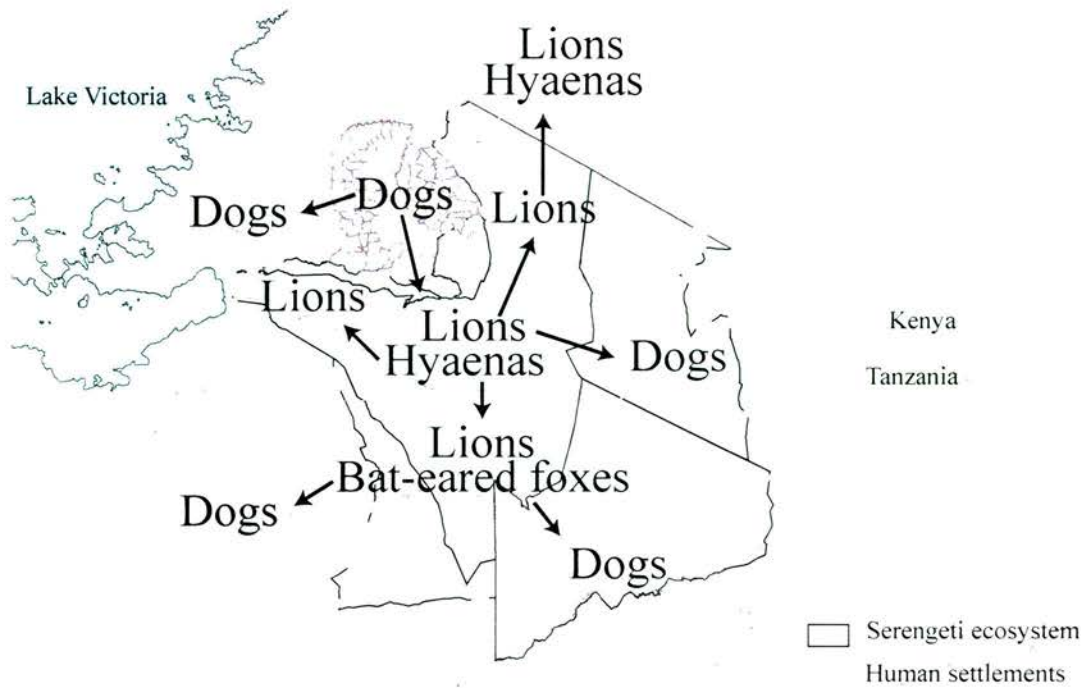 Lions
Hyaenas
Lake Victoria
Dogs
Dogs
Lions
Lions
Lions
Hyaenas
Dogs
Kenya
Tanzania
Lions
Bat-eared foxes
Dogs
Dogs
Serengeti ecosystem
Human settlements